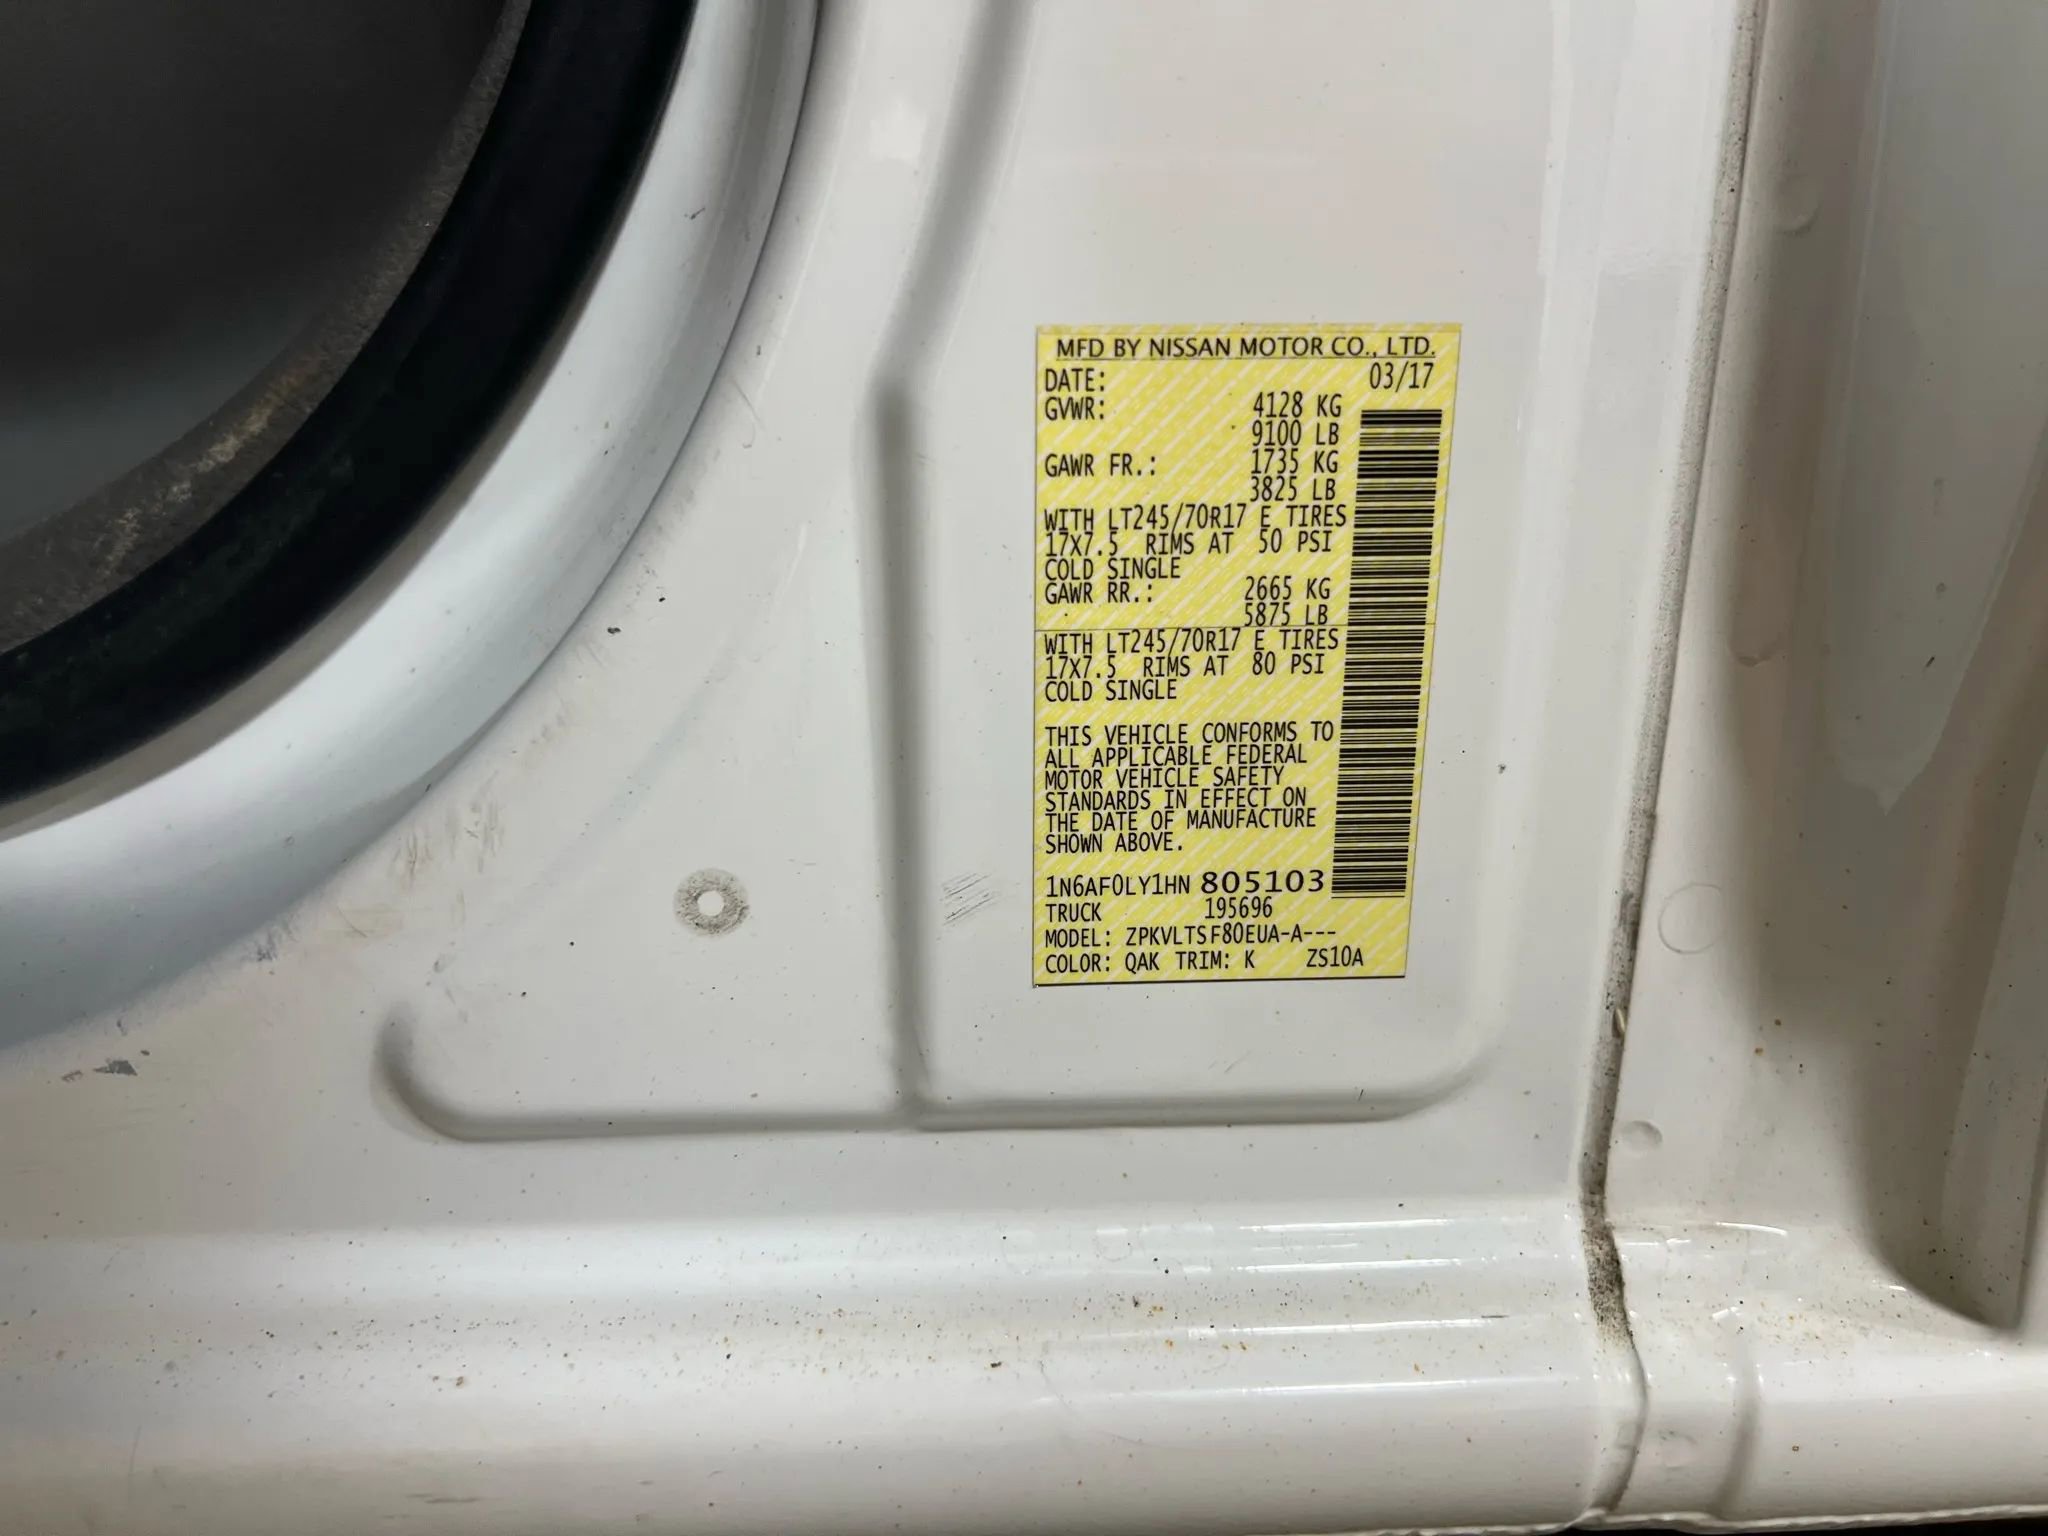 MFD BY NISSAN MOTOR CO., LTD.
DATE: 03/17
GVWR: 4128 KG
9100 LB
GAWR FR.: 1735 KG
3825 LB
WITH LT245/70R17 E TIRES
17X7.5 RIMS AT 50 PSI
COLD SINGLE
GAWR RR.: 2665 KG
5875 LB
WITH LT245/70R17 E TIRES
17X7.5 RIMS AT 80 PSI
COLD SINGLE
THIS VEHICLE CONFORMS TO
ALL APPLICABLE FEDERAL
MOTOR VEHICLE SAFETY
STANDARDS IN EFFECT ON
THE DATE OF MANUFACTURE
SHOWN ABOVE.
1N6AF0LY1HN 805103
TRUCK 195696
MODEL: ZPKVLTSF80EUA-A---
COLOR: QAK TRIM: K ZS10A